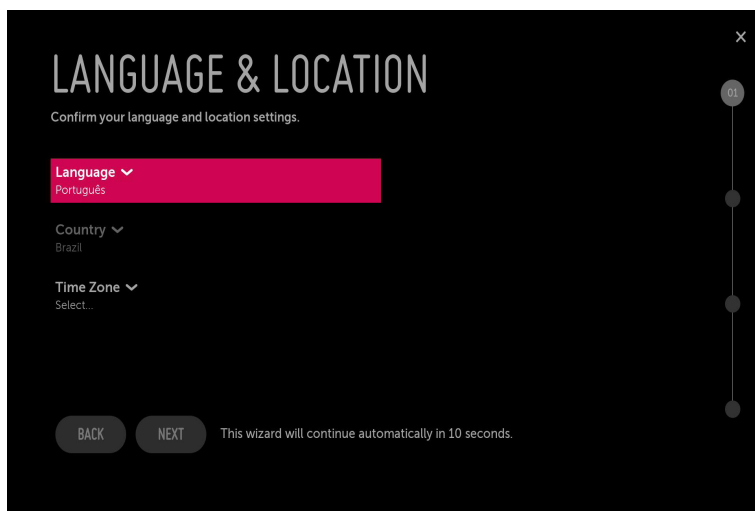 LANGUAGE & LOCATION
Confirm your language and location settings.
01
Language
Português
Country
Brazil
Time Zone
Select...
BACK
NEXT
This wizard will continue automatically in 10 seconds.